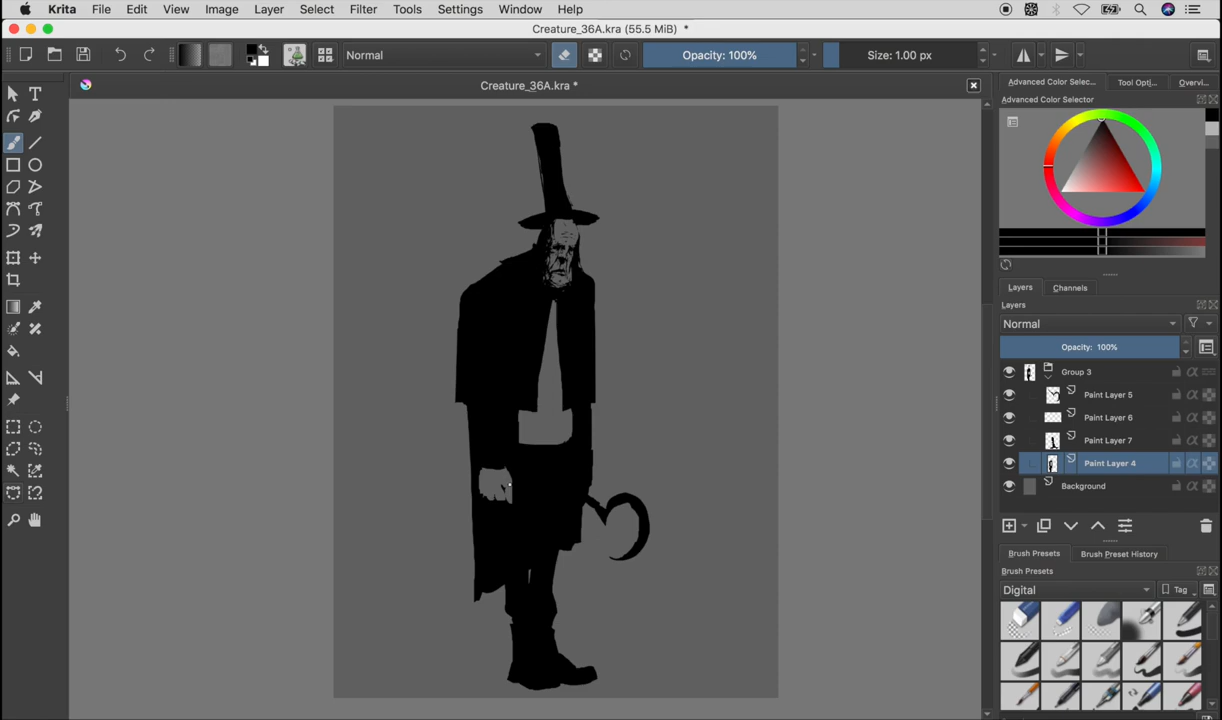 Krita File Edit View Image Layer Select Filter Tools Settings Window Help
Creature_36A.kra (55.5 MiB) *
Normal Opacity: 100% Size: 1.00 px
Creature_36A.kra *
Advanced Color Selec... Tool Opti... Overvi...
Advanced Color Selector
Layers Channels
Layers
Normal
Opacity: 100%
Group 3
Paint Layer 5
Paint Layer 6
Paint Layer 7
Paint Layer 4
Background
Brush Presets Brush Preset History
Brush Presets
Digital Tag